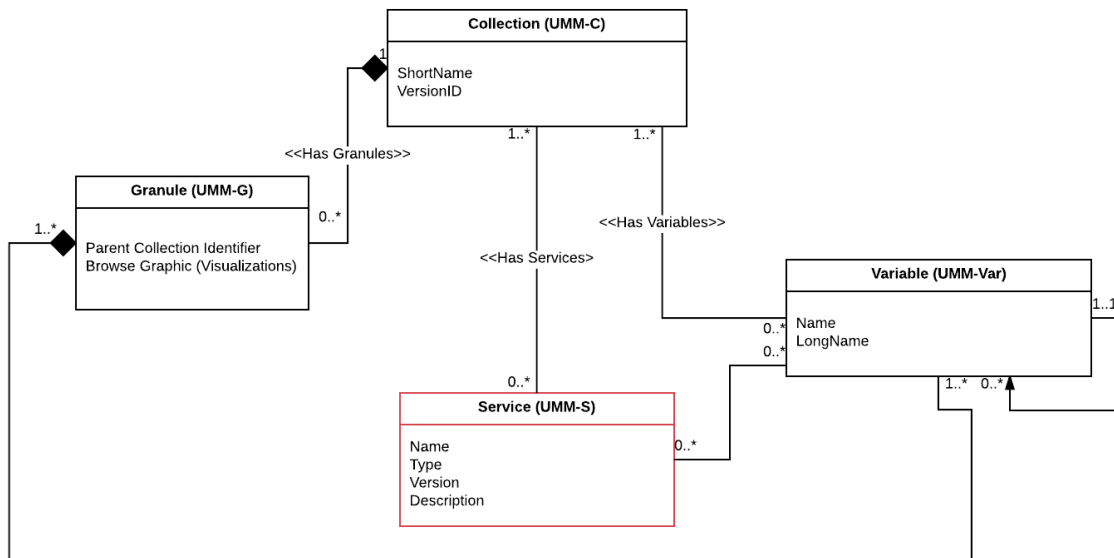 Collection (UMM-C)
1
ShortName
VersionID
1..*
1..*
<<Has Granules>>
Granule (UMM-G)
0..*
1..*
<<Has Variables>>
Parent Collection Identifier
Browse Graphic (Visualizations)
<<Has Services>
Variable (UMM-Var)
1..1
Name
LongName
0..*
0..*
0..*
1..*
0..*
Service (UMM-S)
Name
Type
Version
Description
0..*